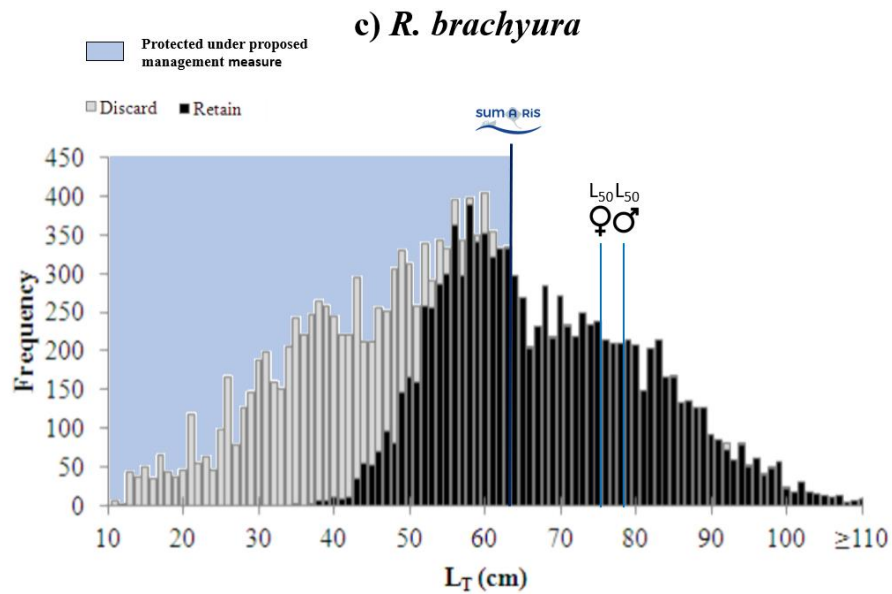 c) R. brachyura
Protected under proposed
management measure
Discard Retain
SUMARiS
L50 L50
♀ ♂
450
400
350
300
250
200
150
100
50
0
Frequency
10 20 30 40 50 60 70 80 90 100 ≥110
LT (cm)